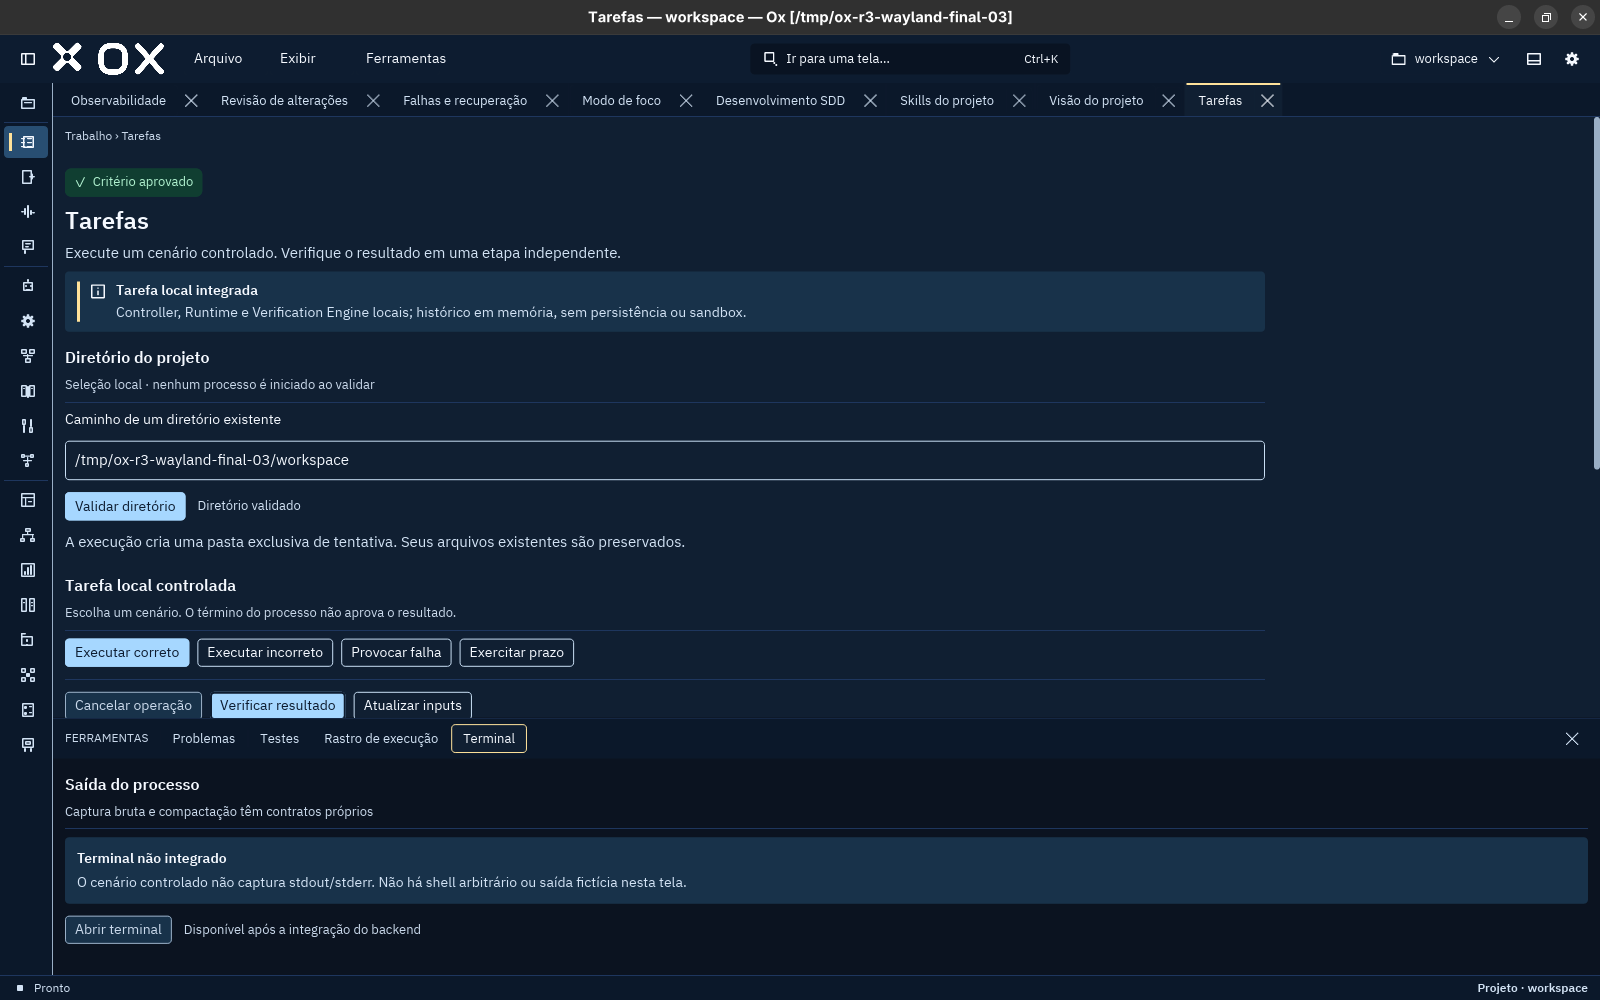 Tarefas — workspace — Ox [/tmp/ox-r3-wayland-final-03]
OX
Arquivo Exibir Ferramentas
Ir para uma tela... Ctrl+K
workspace
Observabilidade Revisão de alterações Falhas e recuperação Modo de foco Desenvolvimento SDD Skills do projeto Visão do projeto Tarefas
Trabalho › Tarefas
✓ Critério aprovado
Tarefas
Execute um cenário controlado. Verifique o resultado em uma etapa independente.
Tarefa local integrada
Controller, Runtime e Verification Engine locais; histórico em memória, sem persistência ou sandbox.
Diretório do projeto
Seleção local · nenhum processo é iniciado ao validar
Caminho de um diretório existente
/tmp/ox-r3-wayland-final-03/workspace
Validar diretório Diretório validado
A execução cria uma pasta exclusiva de tentativa. Seus arquivos existentes são preservados.
Tarefa local controlada
Escolha um cenário. O término do processo não aprova o resultado.
Executar correto Executar incorreto Provocar falha Exercitar prazo
Cancelar operação Verificar resultado Atualizar inputs
FERRAMENTAS Problemas Testes Rastro de execução Terminal
Saída do processo
Captura bruta e compactação têm contratos próprios
Terminal não integrado
O cenário controlado não captura stdout/stderr. Não há shell arbitrário ou saída fictícia nesta tela.
Abrir terminal Disponível após a integração do backend
Pronto
Projeto · workspace